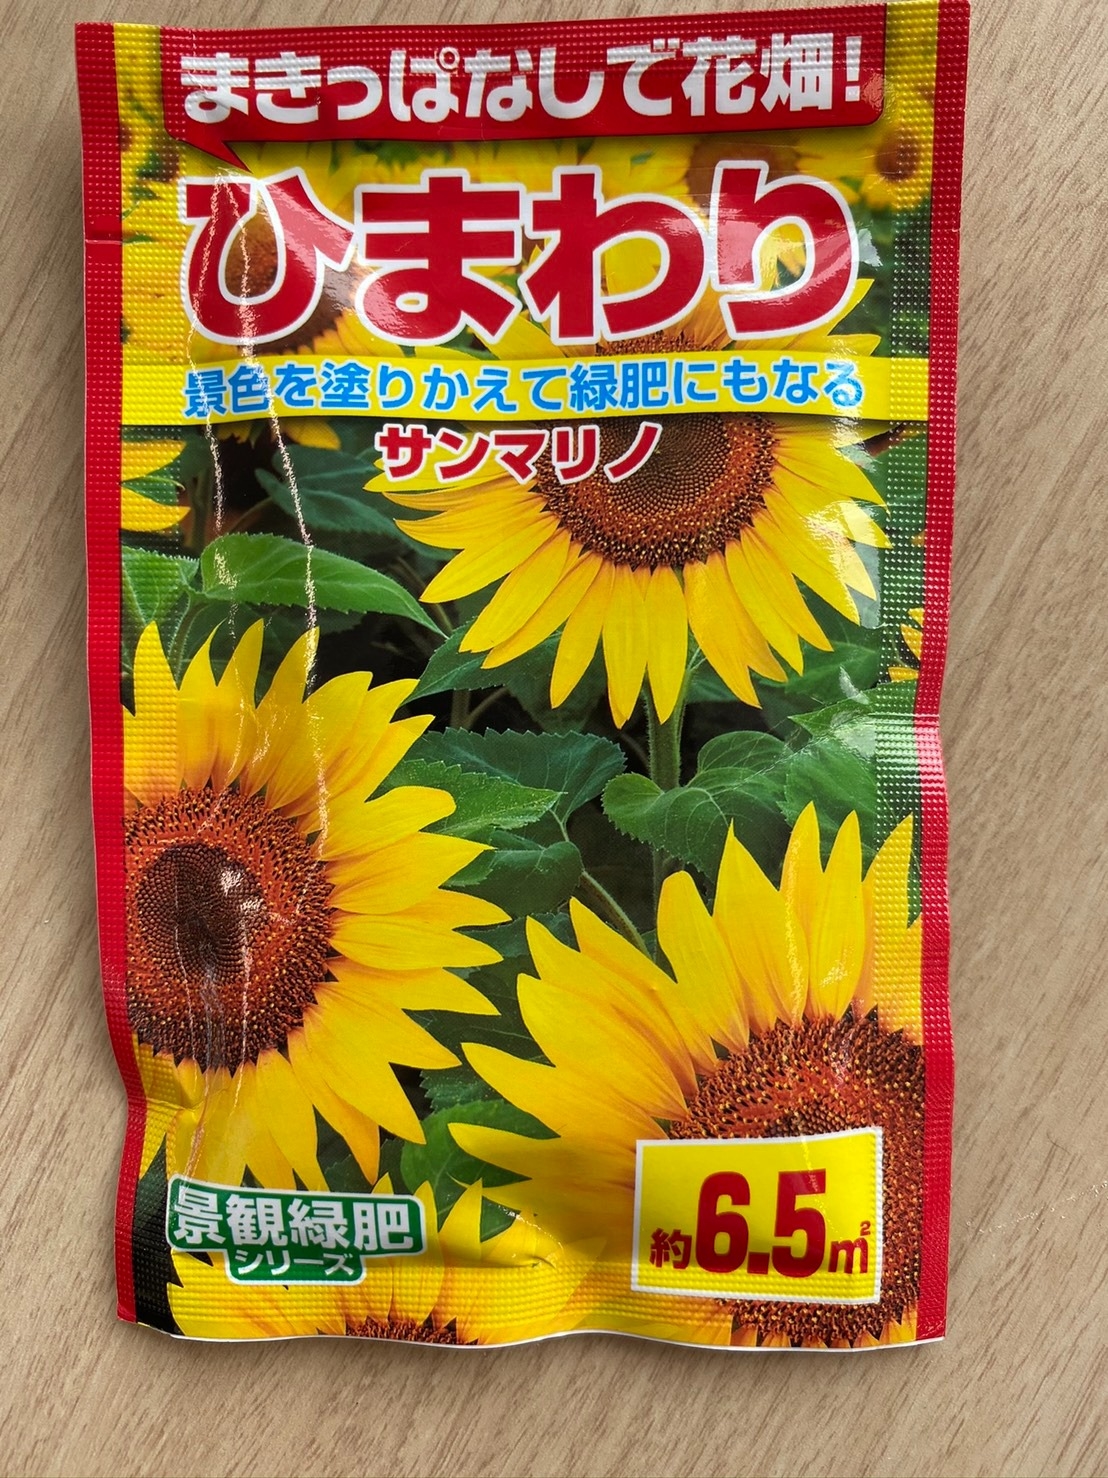 まきっぱなしで花畑!
ひまわり
景色を塗りかえて緑肥にもなる
サンマリノ
景観緑肥
シリーズ
約6.5㎡